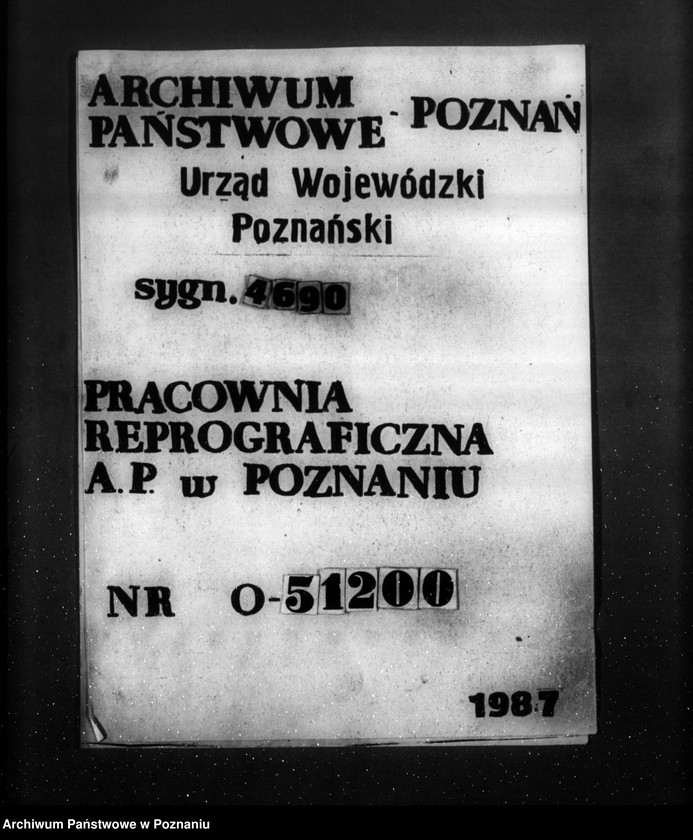 ARCHIWUM
PAŃSTWOWE - POZNAŃ
Urząd Wojewódzki
Poznański
sygn. 4690
PRACOWNIA
REPROGRAFICZNA
A.P. w POZNANIU
NR O-51200
1987
Archiwum Państwowe w Poznaniu